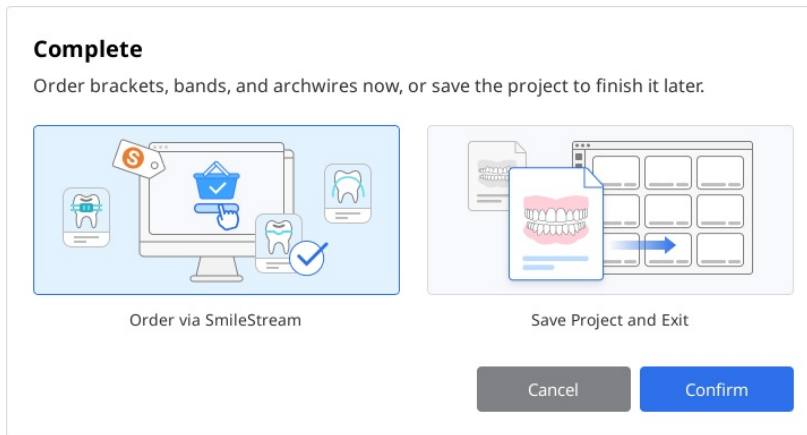 Complete
Order brackets, bands, and archwires now, or save the project to finish it later.
S
Order via SmileStream
Save Project and Exit
Cancel
Confirm